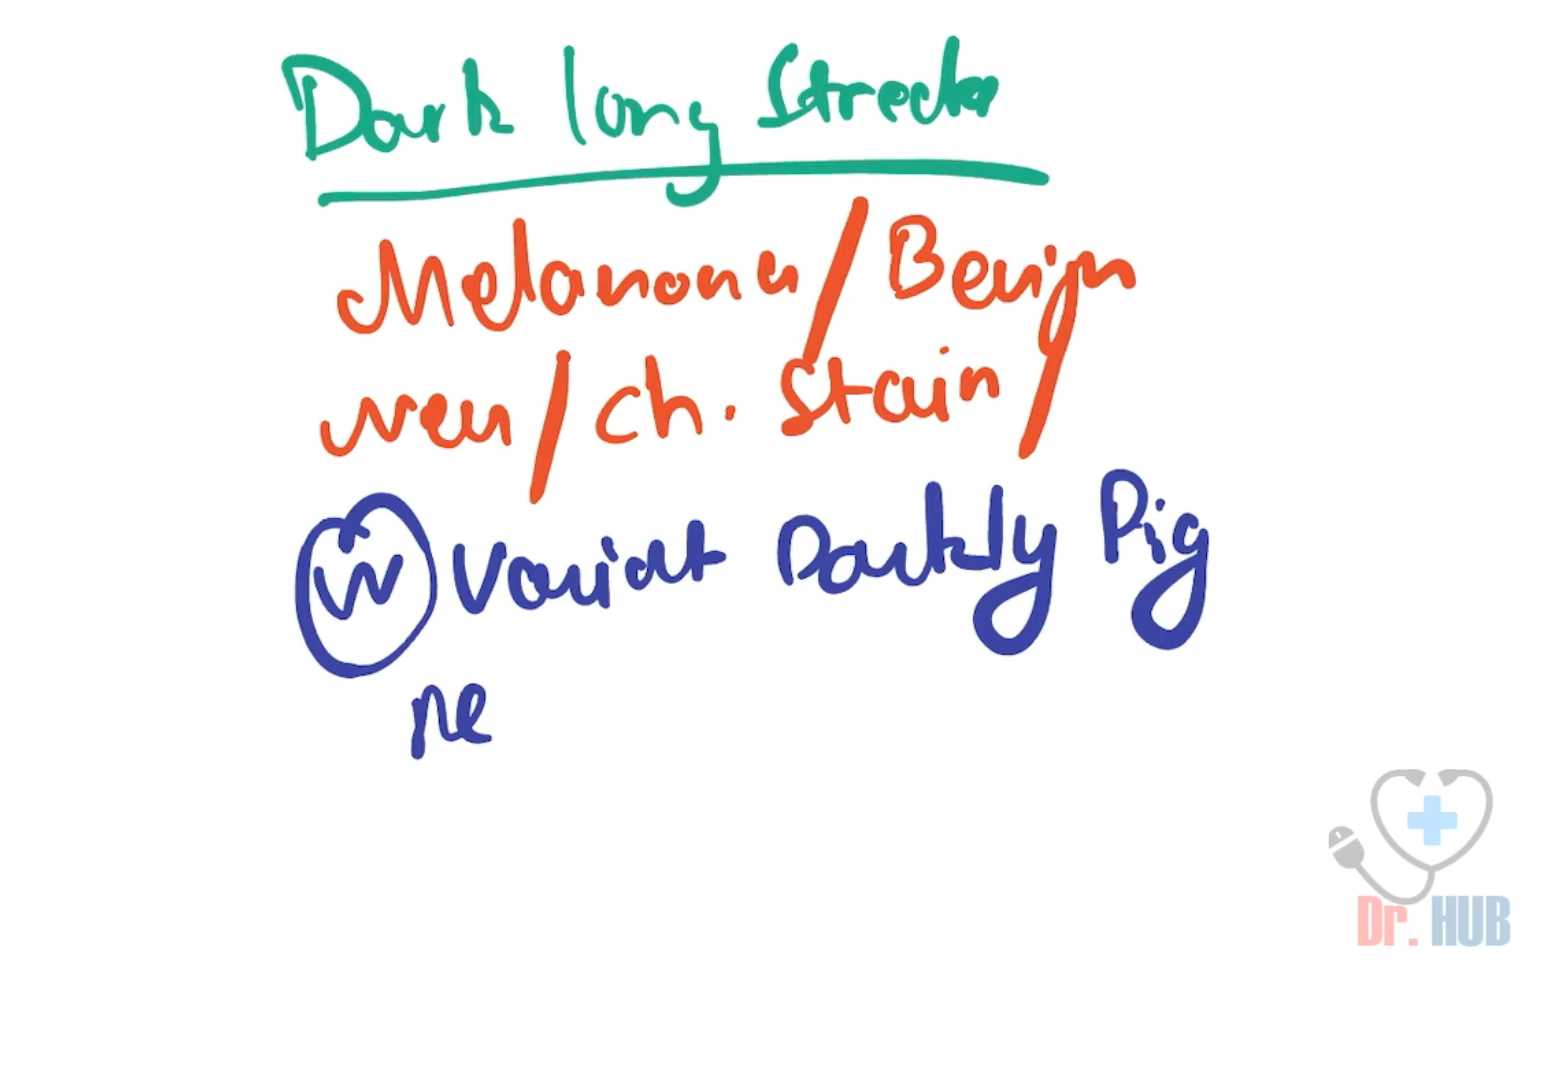 Dark long Streaks
Melanoma / Benign
nevi / ch. stain /
N variat Darkly Pig
ne
Dr. HUB